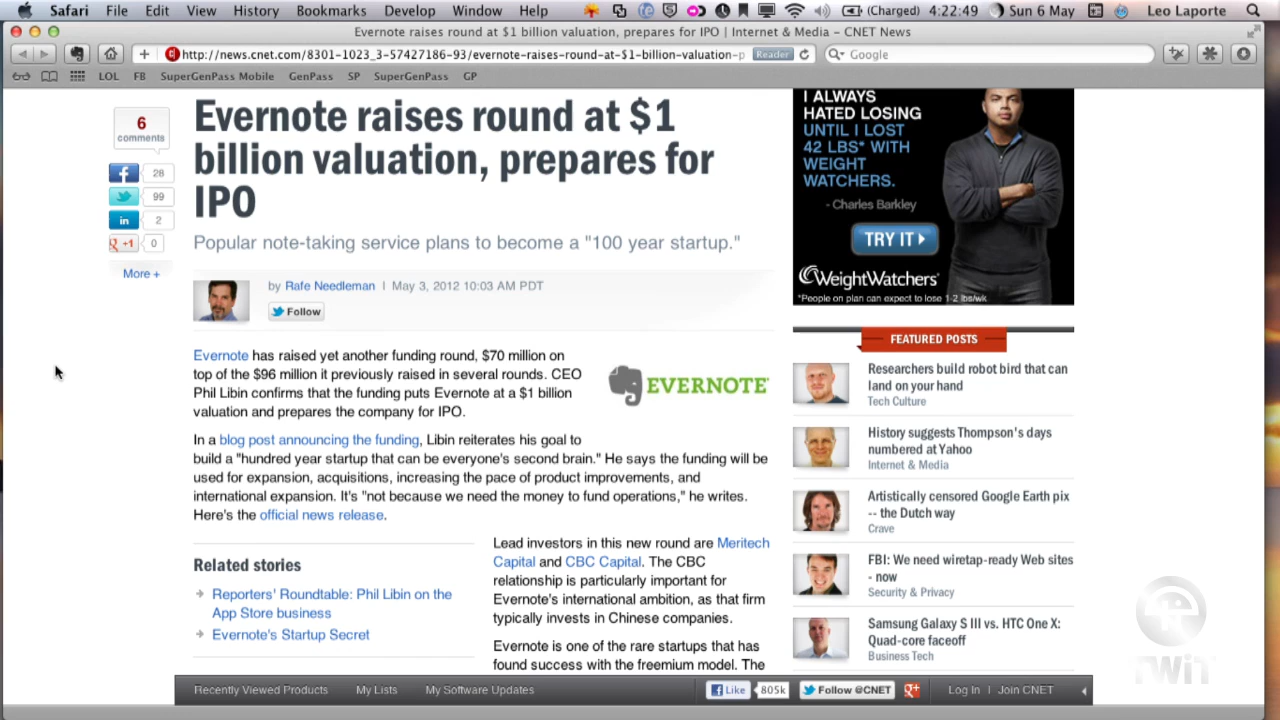 Safari File Edit View History Bookmarks Develop Window Help (Charged) 4:22:49 Sun 6 May Leo Laporte
Evernote raises round at $1 billion valuation, prepares for IPO | Internet & Media – CNET News
http://news.cnet.com/8301-1023_3-57427186-93/evernote-raises-round-at-$1-billion-valuation-p Reader Google
LOL FB SuperGenPass Mobile GenPass SP SuperGenPass GP
6
comments
28
99
in 2
+1 0
More +
Evernote raises round at $1
billion valuation, prepares for
IPO
Popular note-taking service plans to become a "100 year startup."
by Rafe Needleman | May 3, 2012 10:03 AM PDT
Follow
Evernote has raised yet another funding round, $70 million on
top of the $96 million it previously raised in several rounds. CEO
Phil Libin confirms that the funding puts Evernote at a $1 billion
valuation and prepares the company for IPO.
EVERNOTE
In a blog post announcing the funding, Libin reiterates his goal to
build a "hundred year startup that can be everyone's second brain." He says the funding will be
used for expansion, acquisitions, increasing the pace of product improvements, and
international expansion. It's "not because we need the money to fund operations," he writes.
Here's the official news release.
Related stories
Reporters' Roundtable: Phil Libin on the
App Store business
Evernote's Startup Secret
Lead investors in this new round are Meritech
Capital and CBC Capital. The CBC
relationship is particularly important for
Evernote's international ambition, as that firm
typically invests in Chinese companies.
Evernote is one of the rare startups that has
found success with the freemium model. The
I ALWAYS
HATED LOSING
UNTIL I LOST
42 LBS* WITH
WEIGHT
WATCHERS.
- Charles Barkley
TRY IT
WeightWatchers
*People on plan can expect to lose 1-2 lbs/wk
FEATURED POSTS
Researchers build robot bird that can
land on your hand
Tech Culture
History suggests Thompson's days
numbered at Yahoo
Internet & Media
Artistically censored Google Earth pix
-- the Dutch way
Crave
FBI: We need wiretap-ready Web sites
- now
Security & Privacy
Samsung Galaxy S III vs. HTC One X:
Quad-core faceoff
Business Tech
TWiT
Recently Viewed Products My Lists My Software Updates Like 805k Follow @CNET Log In | Join CNET